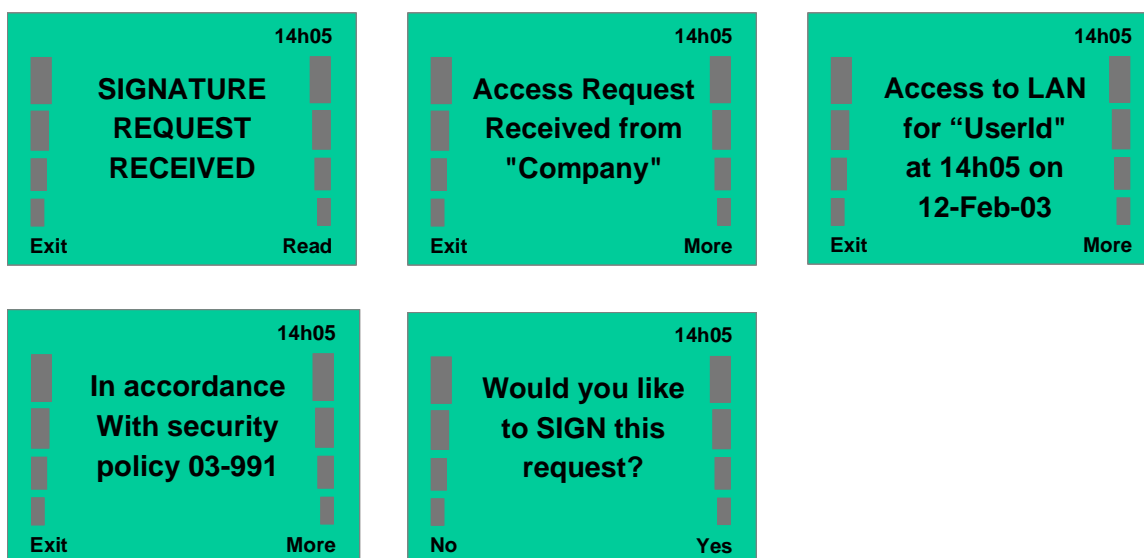 14h05
SIGNATURE
REQUEST
RECEIVED
Exit Read
14h05
Access Request
Received from
"Company"
Exit More
14h05
Access to LAN
for “UserId"
at 14h05 on
12-Feb-03
Exit More
14h05
In accordance
With security
policy 03-991
Exit More
14h05
Would you like
to SIGN this
request?
No Yes